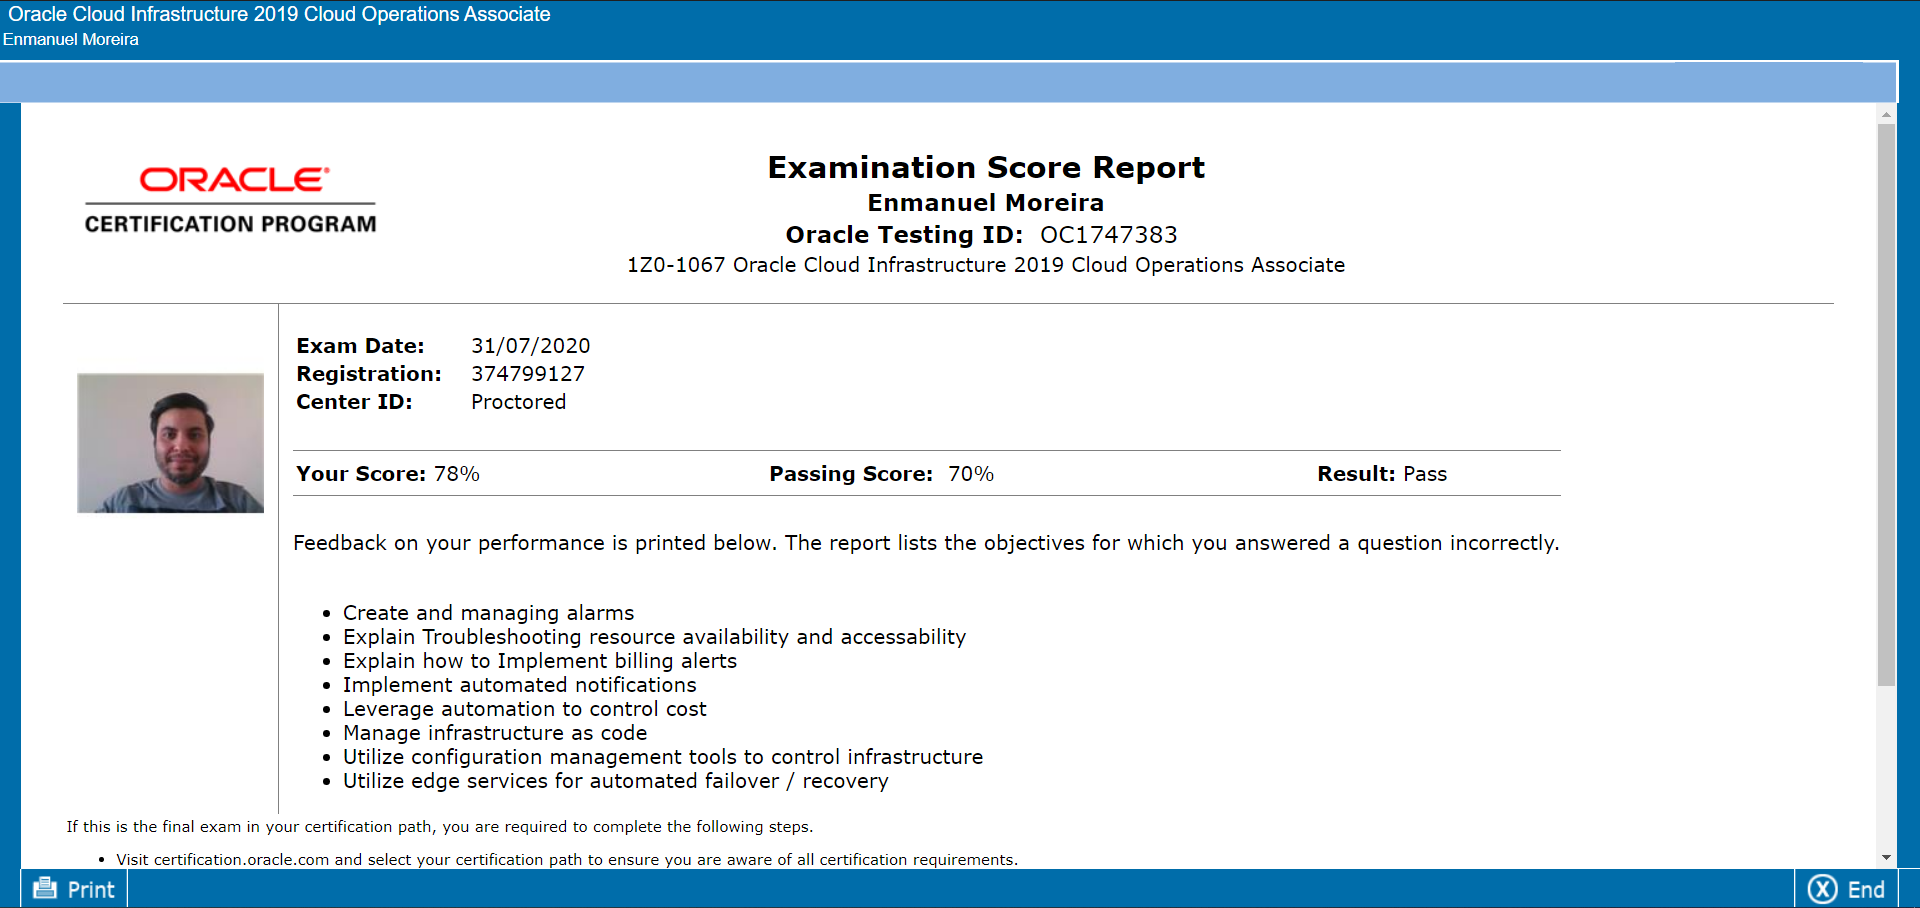 Oracle Cloud Infrastructure 2019 Cloud Operations Associate
Enmanuel Moreira
ORACLE®
CERTIFICATION PROGRAM
Examination Score Report
Enmanuel Moreira
Oracle Testing ID: OC1747383
1Z0-1067 Oracle Cloud Infrastructure 2019 Cloud Operations Associate
Exam Date: 31/07/2020
Registration: 374799127
Center ID: Proctored
Your Score: 78% Passing Score: 70% Result: Pass
Feedback on your performance is printed below. The report lists the objectives for which you answered a question incorrectly.
• Create and managing alarms
• Explain Troubleshooting resource availability and accessability
• Explain how to Implement billing alerts
• Implement automated notifications
• Leverage automation to control cost
• Manage infrastructure as code
• Utilize configuration management tools to control infrastructure
• Utilize edge services for automated failover / recovery
If this is the final exam in your certification path, you are required to complete the following steps.
• Visit certification.oracle.com and select your certification path to ensure you are aware of all certification requirements.
Print
End